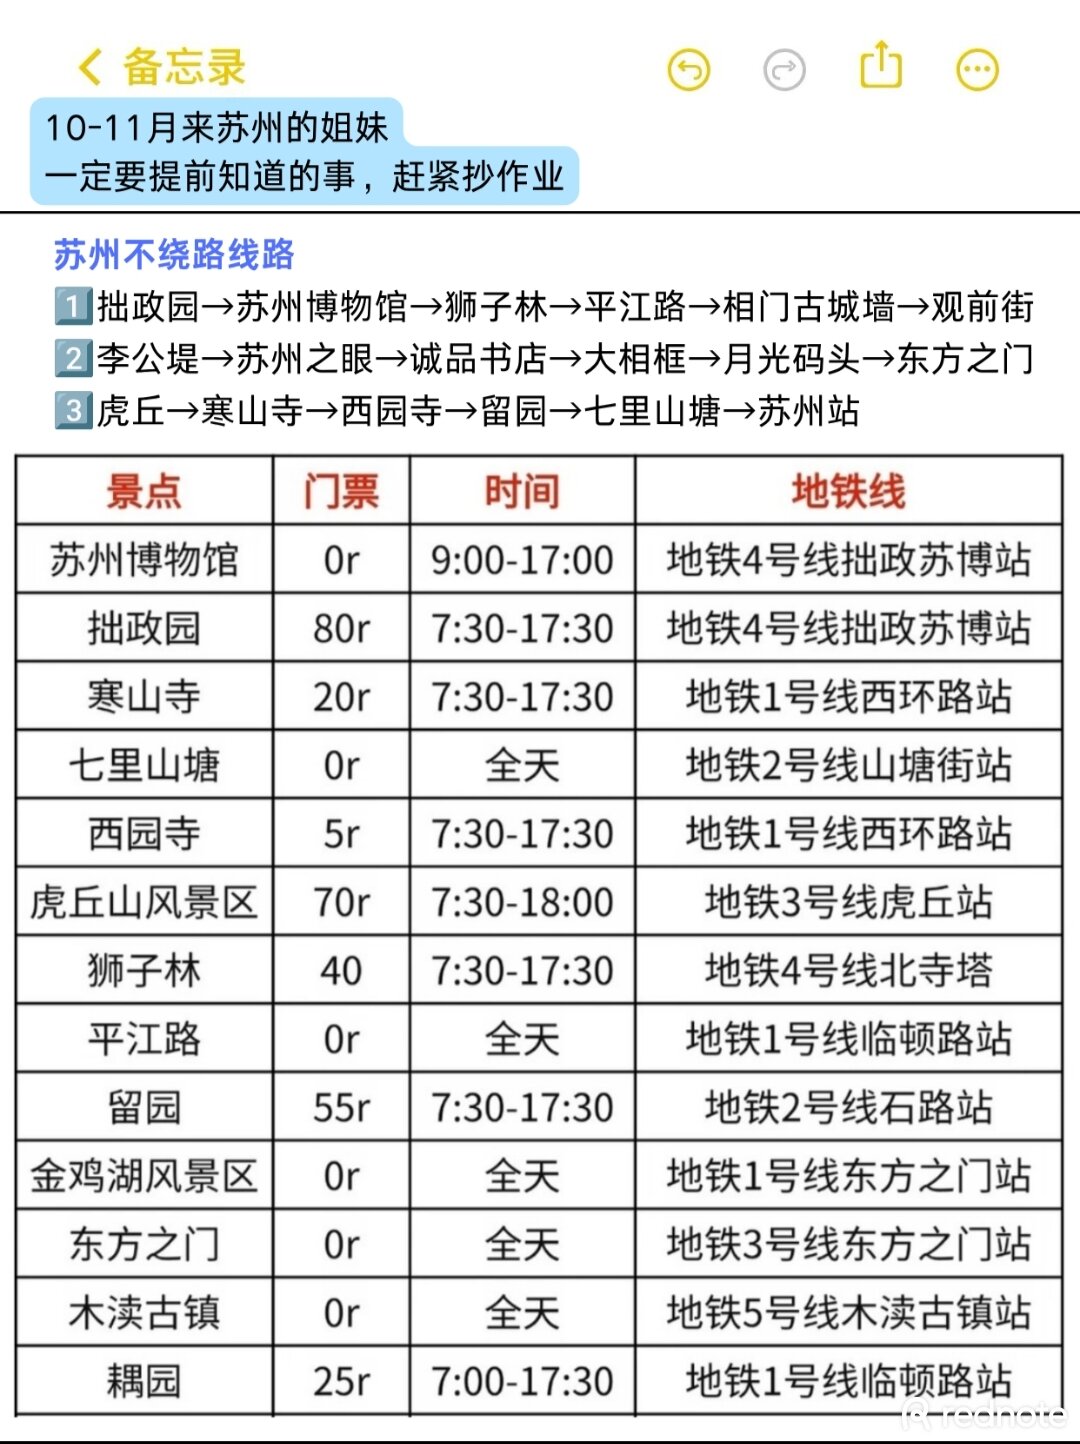 备忘录
10-11月来苏州的姐妹
一定要提前知道的事，赶紧抄作业
苏州不绕路线路
1拙政园→苏州博物馆→狮子林→平江路→相门古城墙→观前街
2李公堤→苏州之眼→诚品书店→大相框→月光码头→东方之门
3虎丘→寒山寺→西园寺→留园→七里山塘→苏州站
景点 门票 时间 地铁线
苏州博物馆 0r 9:00-17:00 地铁4号线拙政苏博站
拙政园 80r 7:30-17:30 地铁4号线拙政苏博站
寒山寺 20r 7:30-17:30 地铁1号线西环路站
七里山塘 0r 全天 地铁2号线山塘街站
西园寺 5r 7:30-17:30 地铁1号线西环路站
虎丘山风景区 70r 7:30-18:00 地铁3号线虎丘站
狮子林 40 7:30-17:30 地铁4号线北寺塔
平江路 0r 全天 地铁1号线临顿路站
留园 55r 7:30-17:30 地铁2号线石路站
金鸡湖风景区 0r 全天 地铁1号线东方之门站
东方之门 0r 全天 地铁3号线东方之门站
木渎古镇 0r 全天 地铁5号线木渎古镇站
耦园 25r 7:00-17:30 地铁1号线临顿路站
rednote